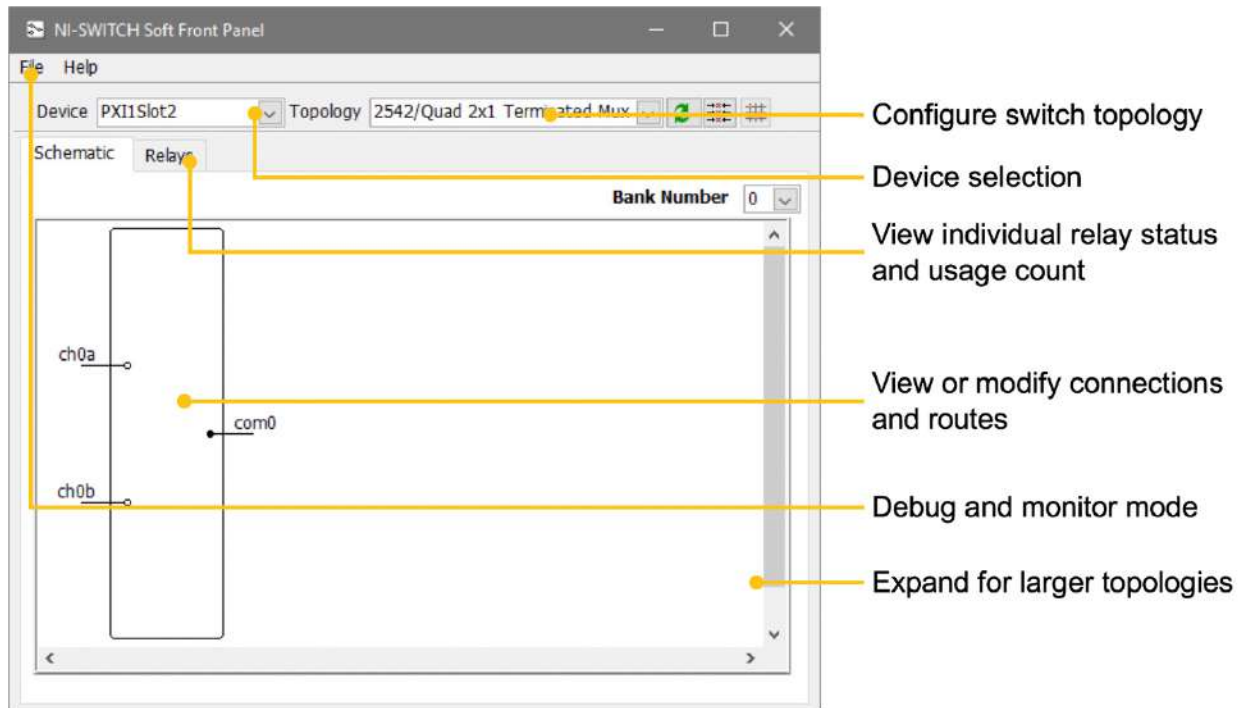 NI-SWITCH Soft Front Panel
File Help
Device PXI1Slot2 Topology 2542/Quad 2x1 Terminated Mux
Schematic Relays
Bank Number 0
ch0a
com0
ch0b
Configure switch topology
Device selection
View individual relay status
and usage count
View or modify connections
and routes
Debug and monitor mode
Expand for larger topologies